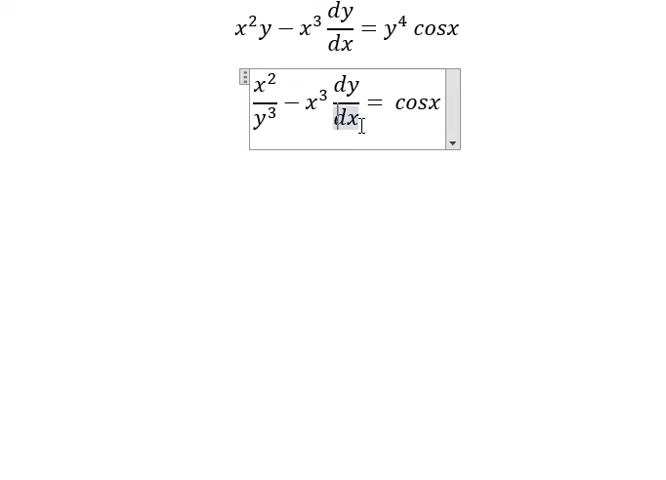 x²y − x³ dy/dx = y⁴ cosx
x²/y³ − x³ dy/dx = cosx